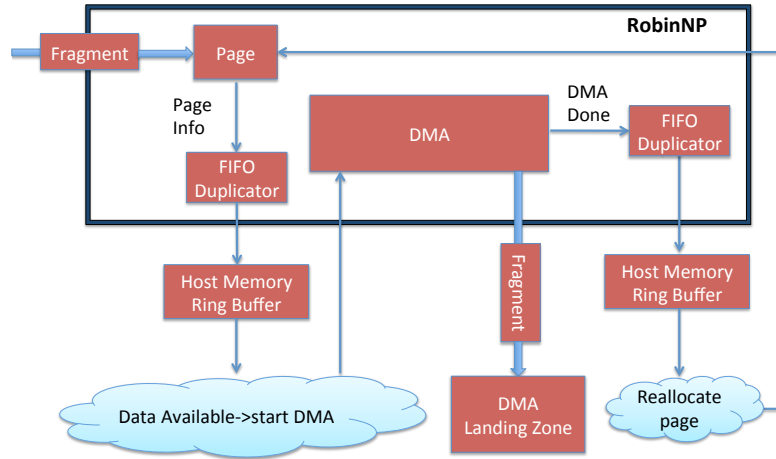 RobinNP
Fragment
Page
Page
Info
DMA
DMA
Done
FIFO
Duplicator
FIFO
Duplicator
Host Memory
Ring Buffer
Fragment
Host Memory
Ring Buffer
Data Available->start DMA
DMA
Landing Zone
Reallocate
page